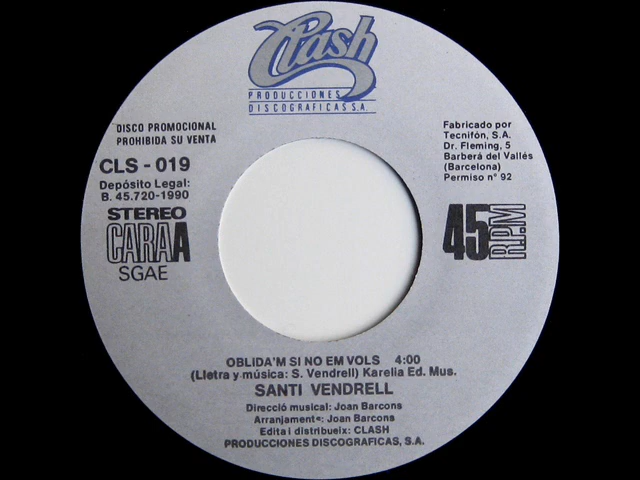 Clash
PRODUCCIONES
DISCOGRAFICAS S.A.
DISCO PROMOCIONAL
PROHIBIDA SU VENTA
CLS - 019
Depósito Legal:
B. 45.720-1990
STEREO
CARA A
SGAE
Fabricado por
Tecnifón, S.A.
Dr. Fleming, 5
Barberá del Vallés
(Barcelona)
Permiso n° 92
45 R.P.M
OBLIDA'M SI NO EM VOLS 4:00
(Lletra y música: S. Vendrell) Karelia Ed. Mus.
SANTI VENDRELL
Direcció musical: Joan Barcons
Arranjaments: Joan Barcons
Edita i distribueix: CLASH
PRODUCCIONES DISCOGRAFICAS, S.A.